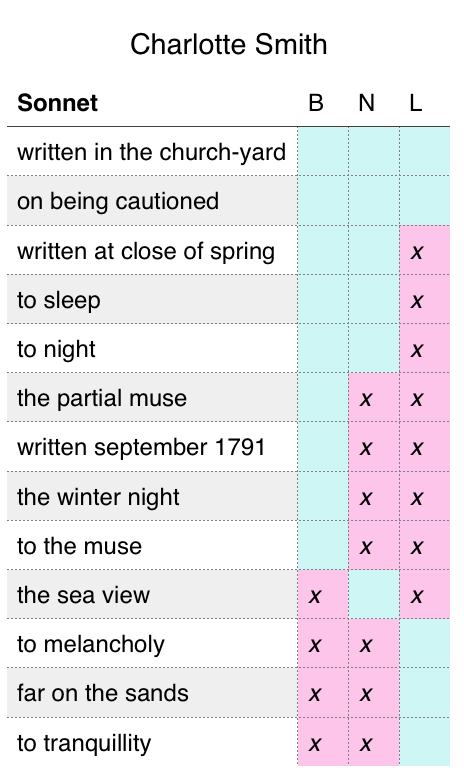 Charlotte Smith
Sonnet B N L
written in the church-yard
on being cautioned
written at close of spring x
to sleep x
to night x
the partial muse x x
written september 1791 x x
the winter night x x
to the muse x x
the sea view x x
to melancholy x x
far on the sands x x
to tranquillity x x